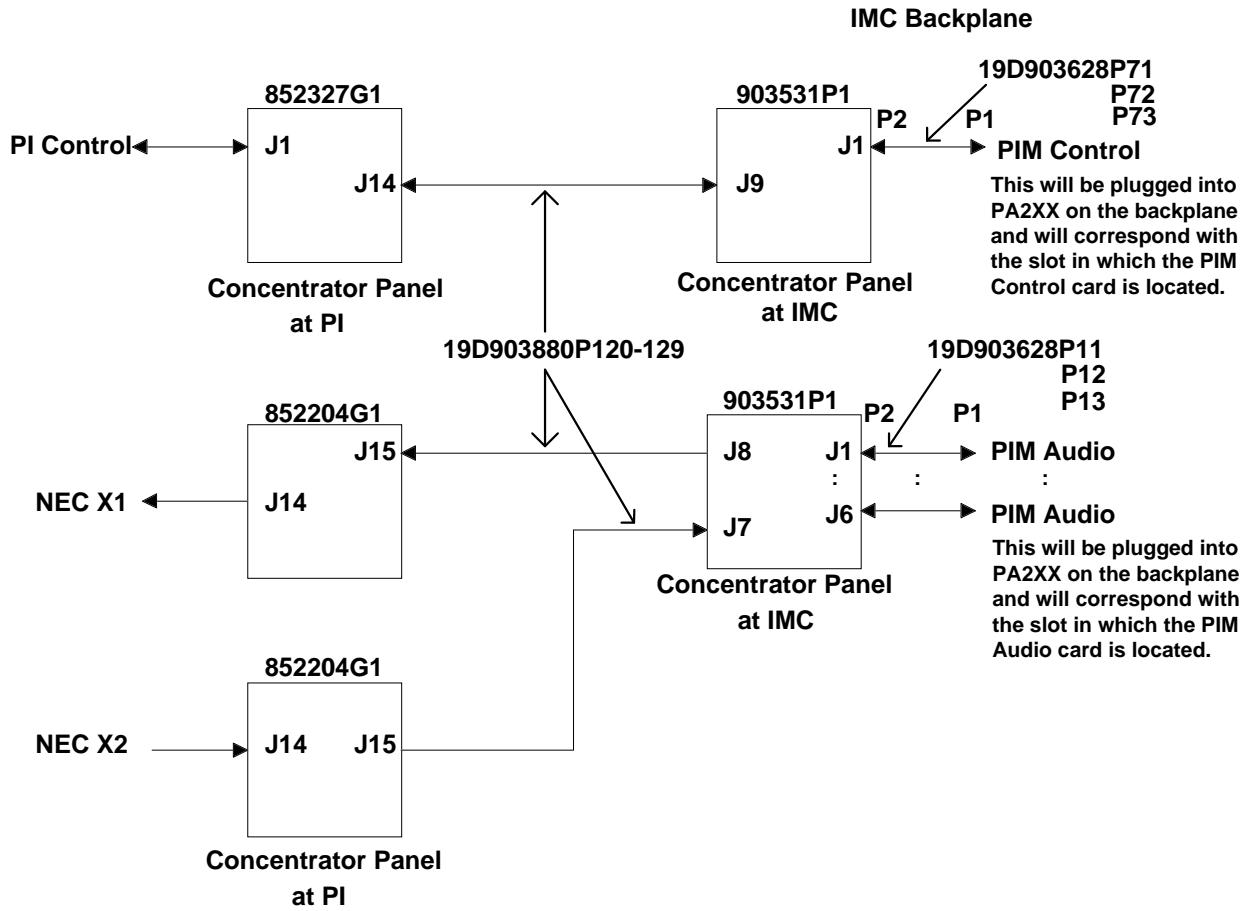 IMC Backplane
19D903628P71
P72
P73
852327G1
903531P1
P2
P1
PI Control
J1
J1
PIM Control
J14
J9
This will be plugged into
PA2XX on the backplane
and will correspond with
the slot in which the PIM
Control card is located.
Concentrator Panel
at PI
Concentrator Panel
at IMC
19D903880P120-129
19D903628P11
P12
P13
852204G1
903531P1
P2
P1
J15
J8
J1
PIM Audio
: : :
NEC X1
J14
J7
J6
PIM Audio
This will be plugged into
PA2XX on the backplane
and will correspond with
the slot in which the PIM
Audio card is located.
Concentrator Panel
at IMC
852204G1
NEC X2
J14
J15
Concentrator Panel
at PI